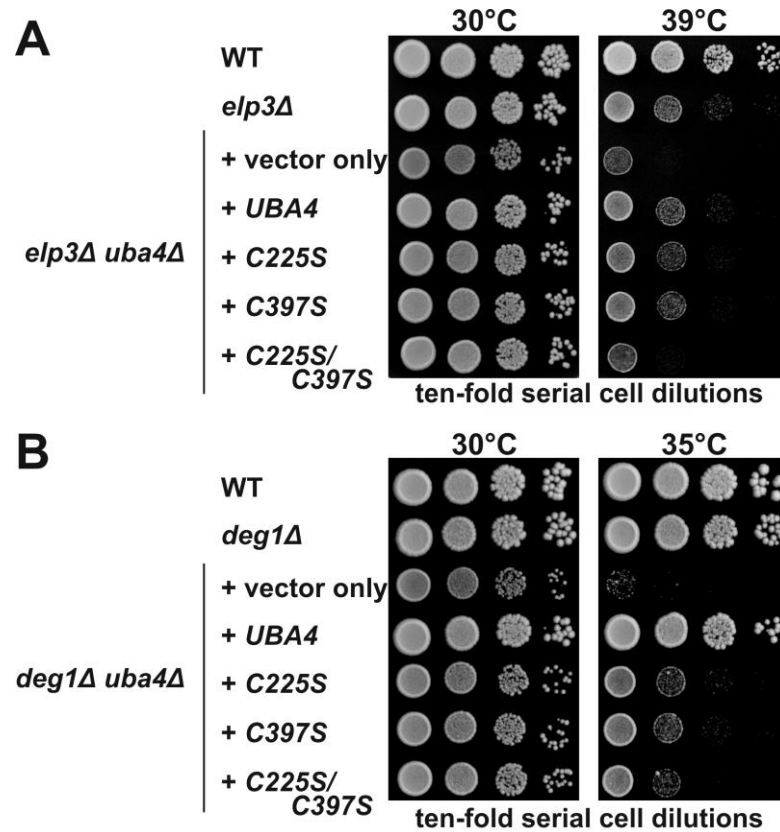 A
30°C
39°C
WT
elp3Δ
+ vector only
+ UBA4
elp3Δ uba4Δ
+ C225S
+ C397S
+ C225S/
C397S
ten-fold serial cell dilutions
B
30°C
35°C
WT
deg1Δ
+ vector only
+ UBA4
deg1Δ uba4Δ
+ C225S
+ C397S
+ C225S/
C397S
ten-fold serial cell dilutions